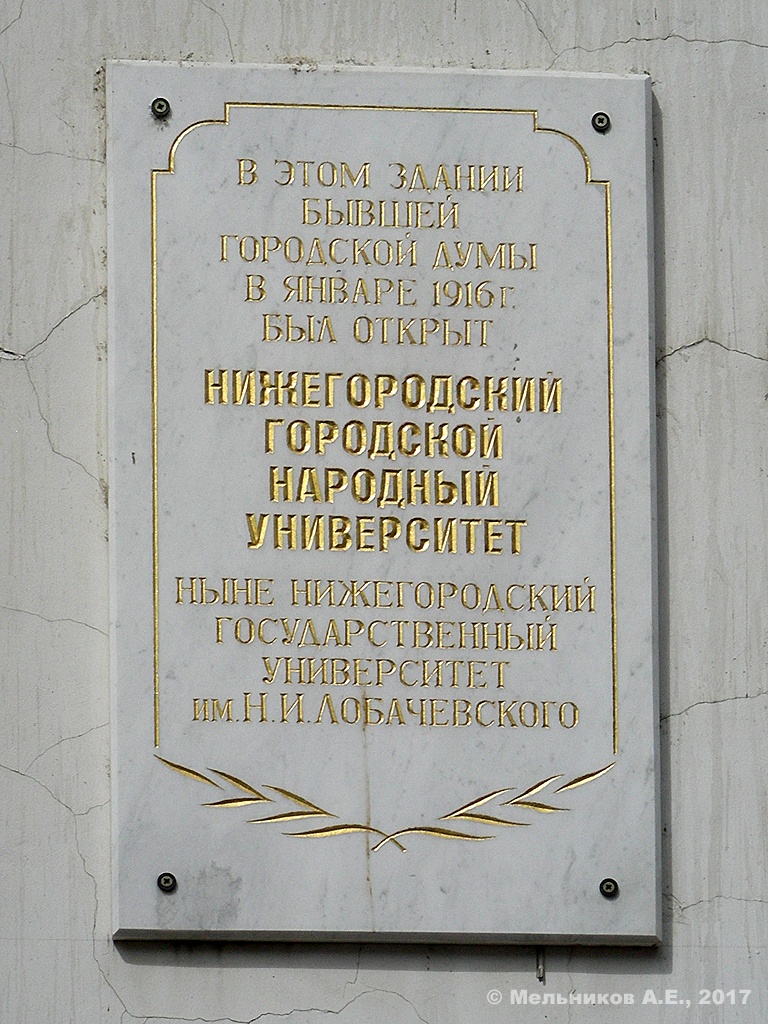 В ЭТОМ ЗДАНИИ
БЫВШЕЙ
ГОРОДСКОЙ ДУМЫ
В ЯНВАРЕ 1916 г.
БЫЛ ОТКРЫТ
НИЖЕГОРОДСКИЙ
ГОРОДСКОЙ
НАРОДНЫЙ
УНИВЕРСИТЕТ
НЫНЕ НИЖЕГОРОДСКИЙ
ГОСУДАРСТВЕННЫЙ
УНИВЕРСИТЕТ
ИМ. Н. И. ЛОБАЧЕВСКОГО
© Мельников А.Е., 2017